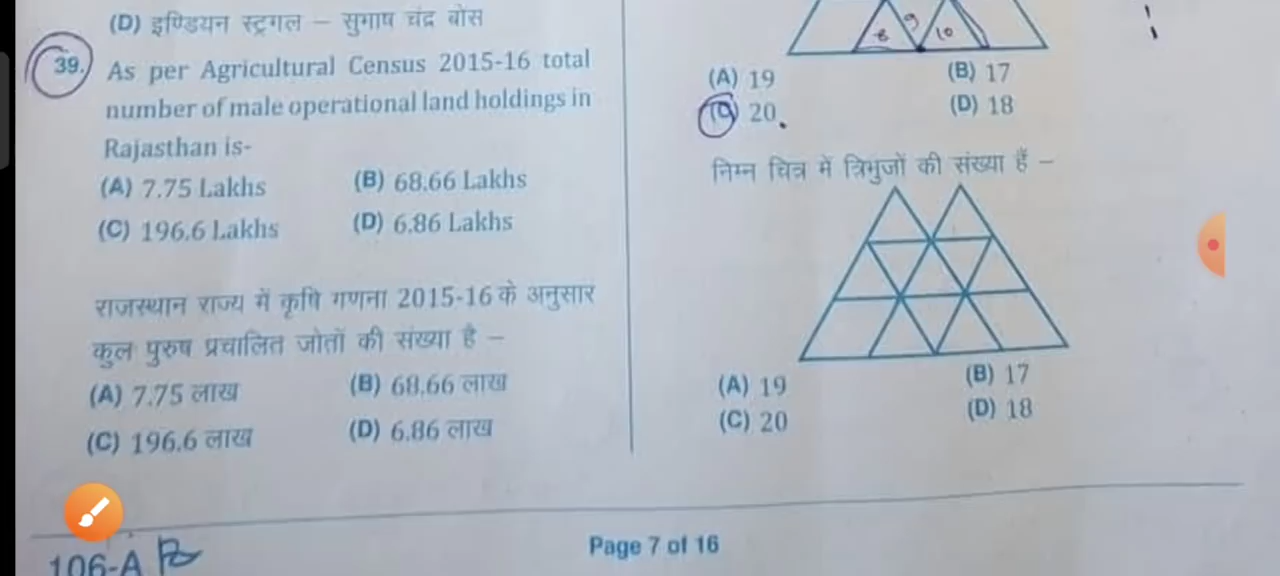 (D) इण्डियन स्ट्रगल – सुभाष चंद्र बोस
39. As per Agricultural Census 2015-16 total
number of male operational land holdings in
Rajasthan is-
(A) 7.75 Lakhs (B) 68.66 Lakhs
(C) 196.6 Lakhs (D) 6.86 Lakhs
राजस्थान राज्य में कृषि गणना 2015-16 के अनुसार
कुल पुरुष प्रचालित जोतों की संख्या है –
(A) 7.75 लाख (B) 68.66 लाख
(C) 196.6 लाख (D) 6.86 लाख
8 9 10
(A) 19 (B) 17
(C) 20 (D) 18
निम्न चित्र में त्रिभुजों की संख्या हैं –
(A) 19 (B) 17
(C) 20 (D) 18
106-A
Page 7 of 16